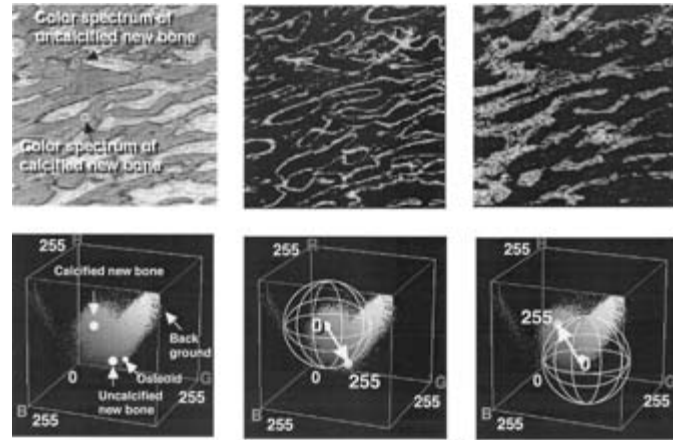 Color spectrum of
uncalcified new bone
Color spectrum of
calcified new bone
R
255
Calcified new bone
Back
ground
0
Osteoid
G
Uncalcified
new bone
B
255
255
R
255
0
0
255
G
B
255
255
R
255
255
0
0
G
B
255
255